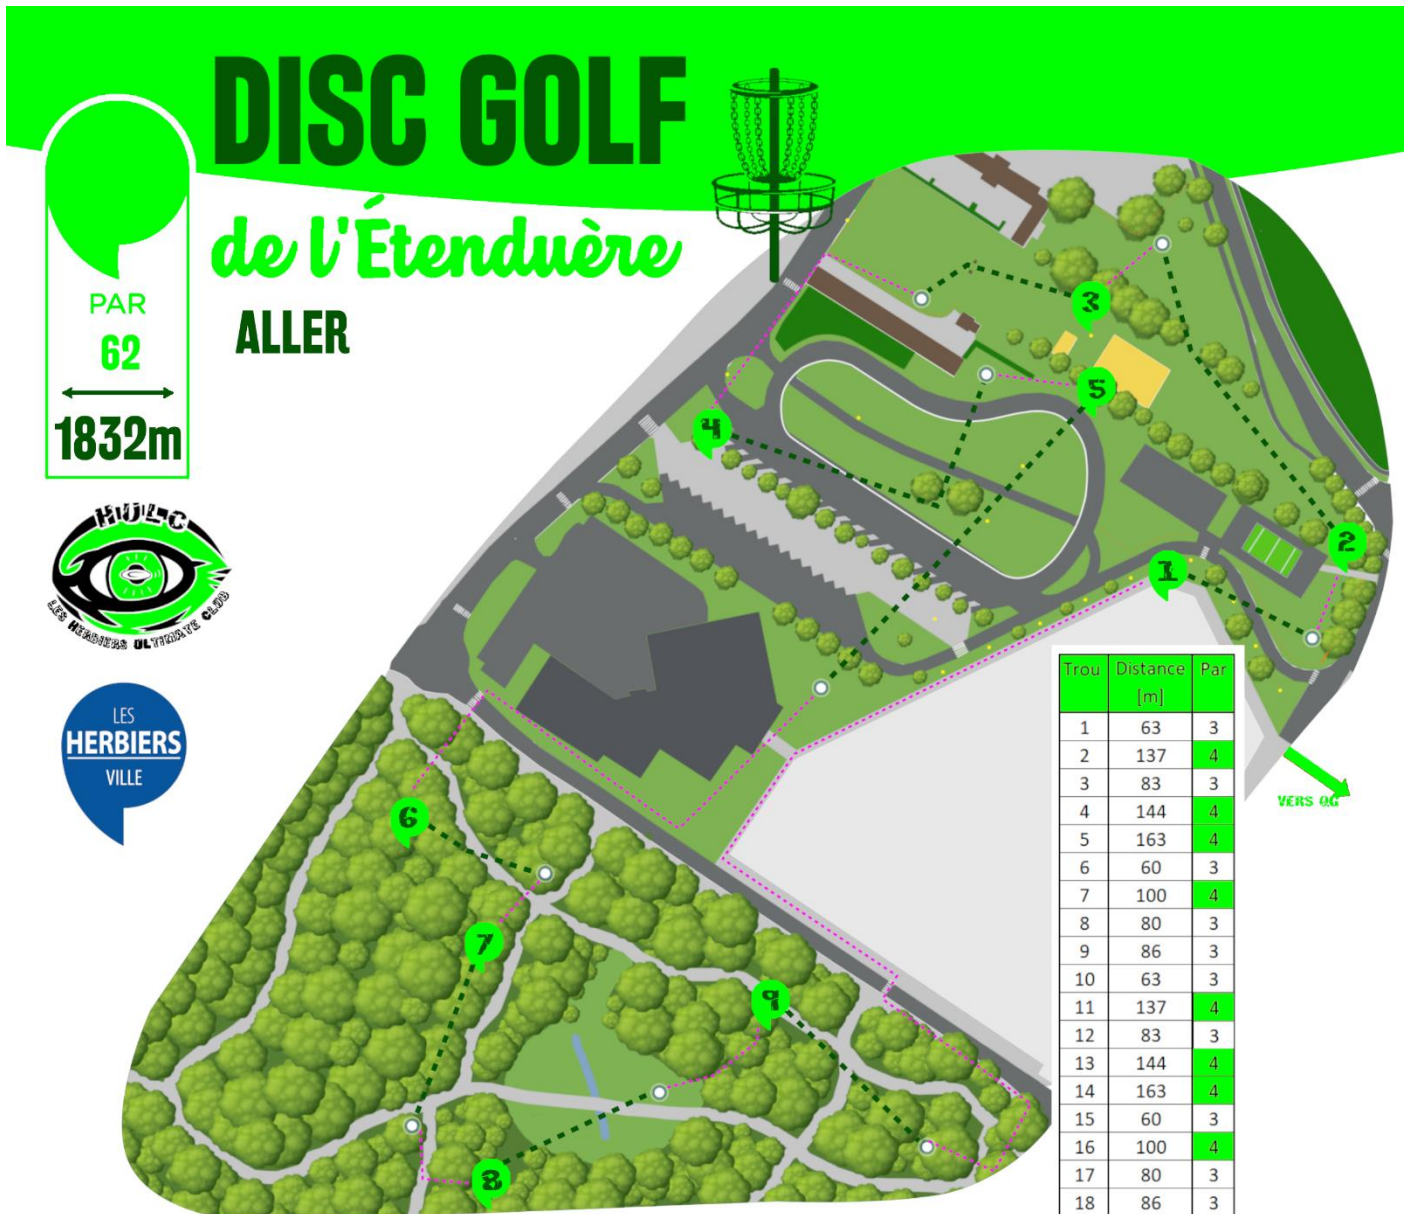 DISC GOLF
de l'Étenduère
ALLER
PAR
62
1832m
HULC
LES HERBIERS ULTIMATE CLUB
LES
HERBIERS
VILLE
3
5
4
2
1
6
7
9
8
VERS QG
Trou Distance [m] Par
1 63 3
2 137 4
3 83 3
4 144 4
5 163 4
6 60 3
7 100 4
8 80 3
9 86 3
10 63 3
11 137 4
12 83 3
13 144 4
14 163 4
15 60 3
16 100 4
17 80 3
18 86 3